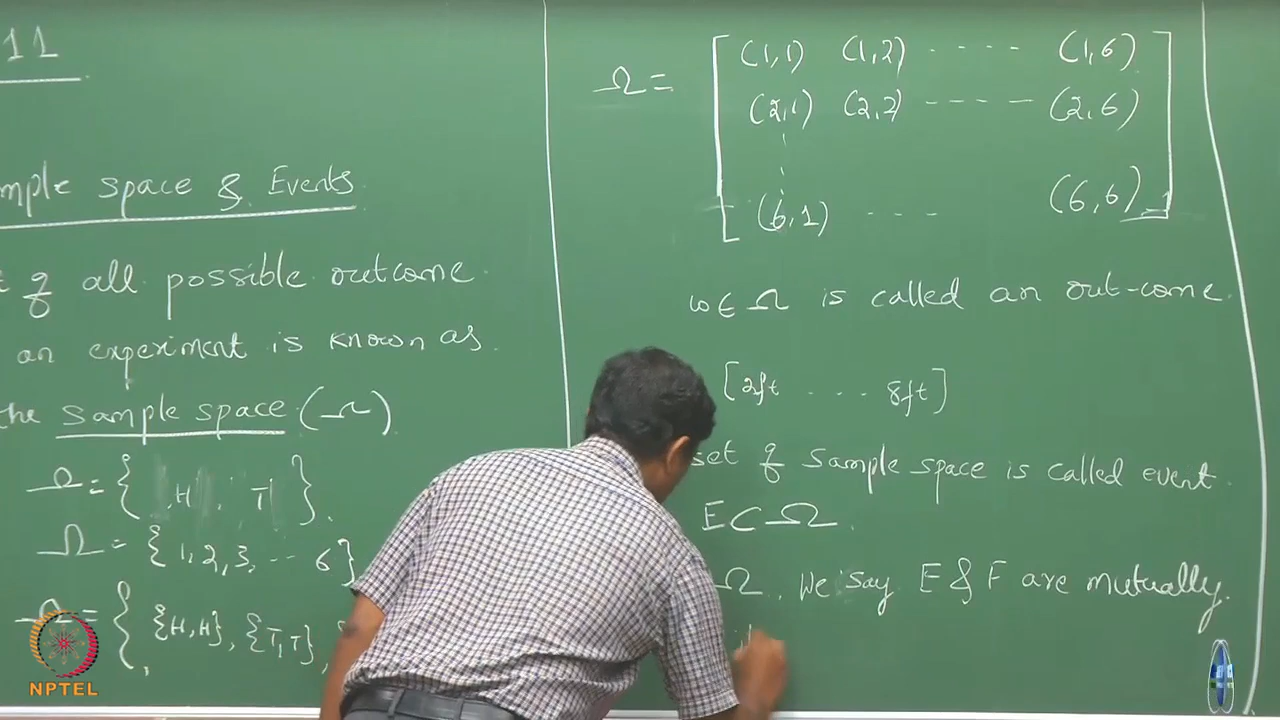 11
mple space & Events
t of all possible outcome
an experiment is known as
the sample space (Ω)
Ω = { H, T }.
Ω = { 1, 2, 3, -- 6 }
Ω = { {H,H}, {T,T},
Ω = [ (1,1) (1,2) ---- (1,6)
(2,1) (2,2) ----- (2,6)
(6,1) --- (6,6) ]
ω ∈ Ω is called an out-come.
[2ft ... 8ft]
set of sample space is called event.
E ⊂ Ω.
Ω. We say E & F are mutually.
NPTEL